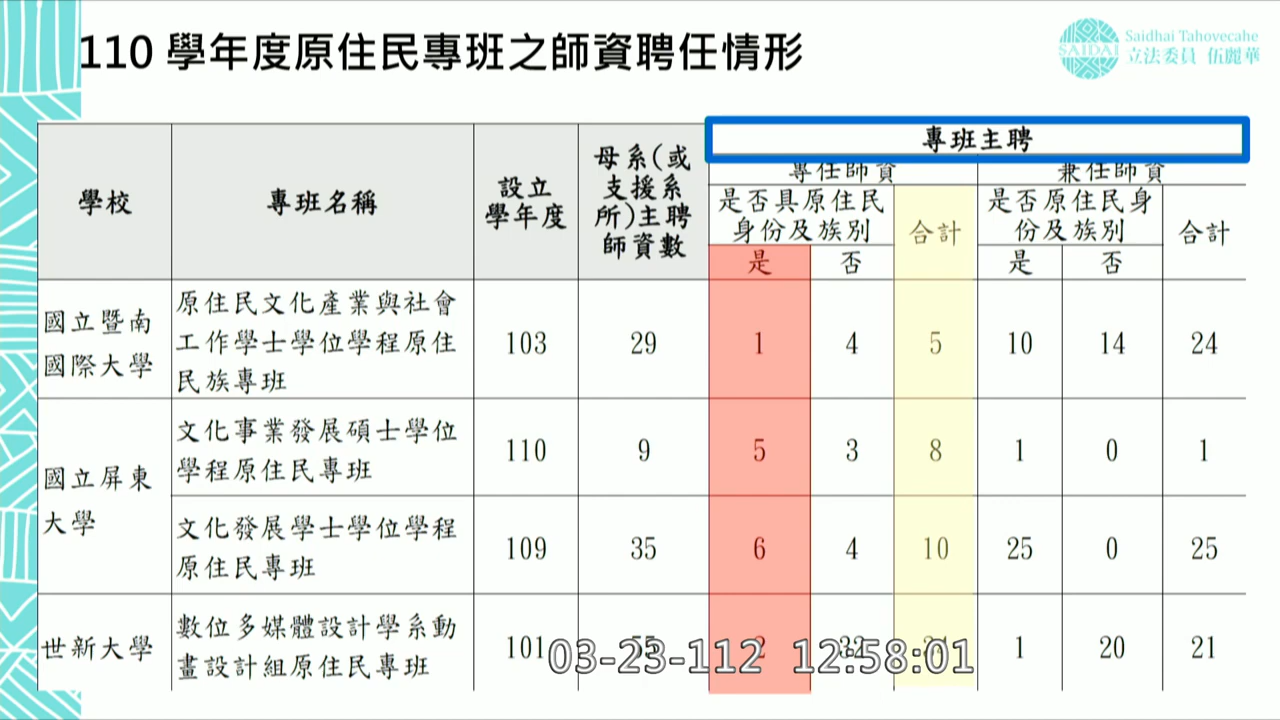 110 學年度原住民專班之師資聘任情形
Saidhai Tahovecahe
SAIDAI
立法委員 伍麗華
學校
專班名稱
設立
學年度
母系(或
支援系
所)主聘
師資數
專班主聘
專任師資
兼任師資
是否具原住民
身份及族別
合計
是否原住民身
份及族別
合計
是
否
是
否
國立暨南
國際大學
原住民文化產業與社會
工作學士學位學程原住
民族專班
103
29
1
4
5
10
14
24
國立屏東
大學
文化事業發展碩士學位
學程原住民專班
110
9
5
3
8
1
0
1
文化發展學士學位學程
原住民專班
109
35
6
4
10
25
0
25
世新大學
數位多媒體設計學系動
畫設計組原住民專班
101
55
2
32
34
1
20
21
03-23-112 12:58:01